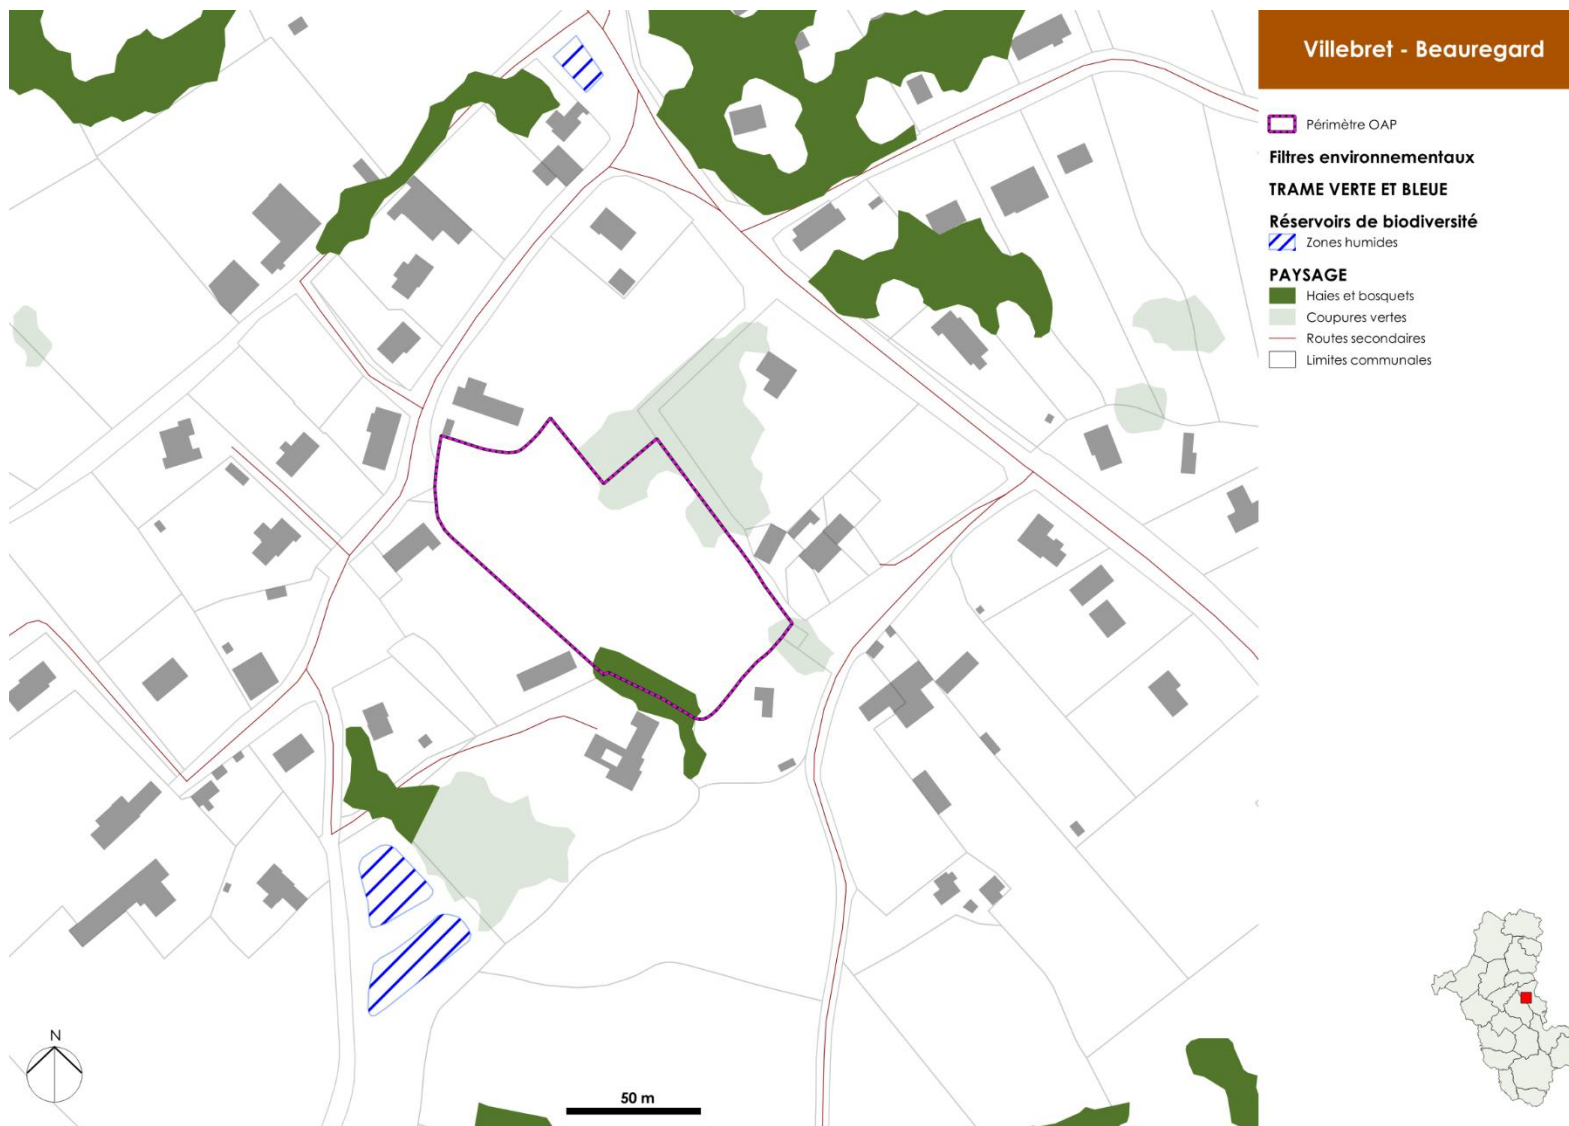 Villebret - Beauregard
Périmètre OAP
Filtres environnementaux
TRAME VERTE ET BLEUE
Réservoirs de biodiversité
Zones humides
PAYSAGE
Haies et bosquets
Coupures vertes
Routes secondaires
Limites communales
N
50 m